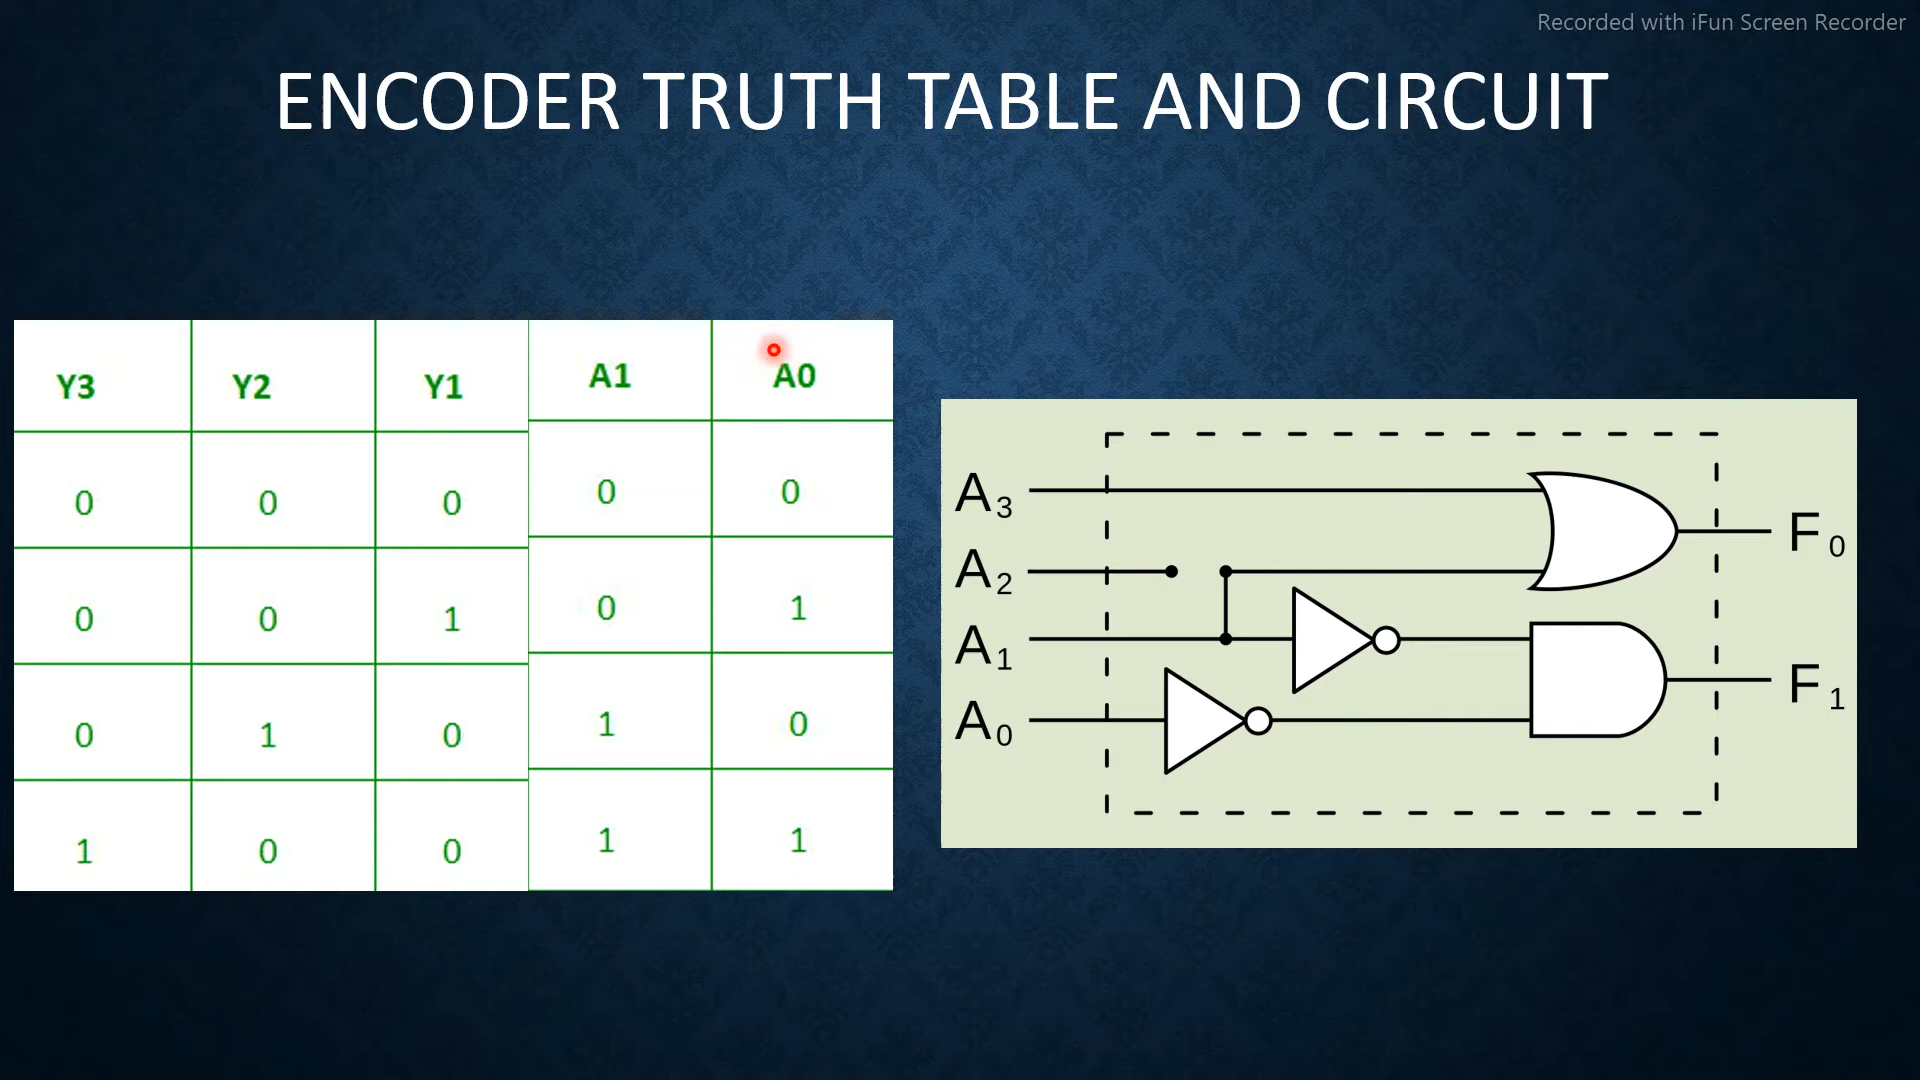 Recorded with iFun Screen Recorder
ENCODER TRUTH TABLE AND CIRCUIT
Y3 Y2 Y1 A1 A0
0 0 0 0 0
0 0 1 0 1
0 1 0 1 0
1 0 0 1 1
A3
A2
A1
A0
F0
F1